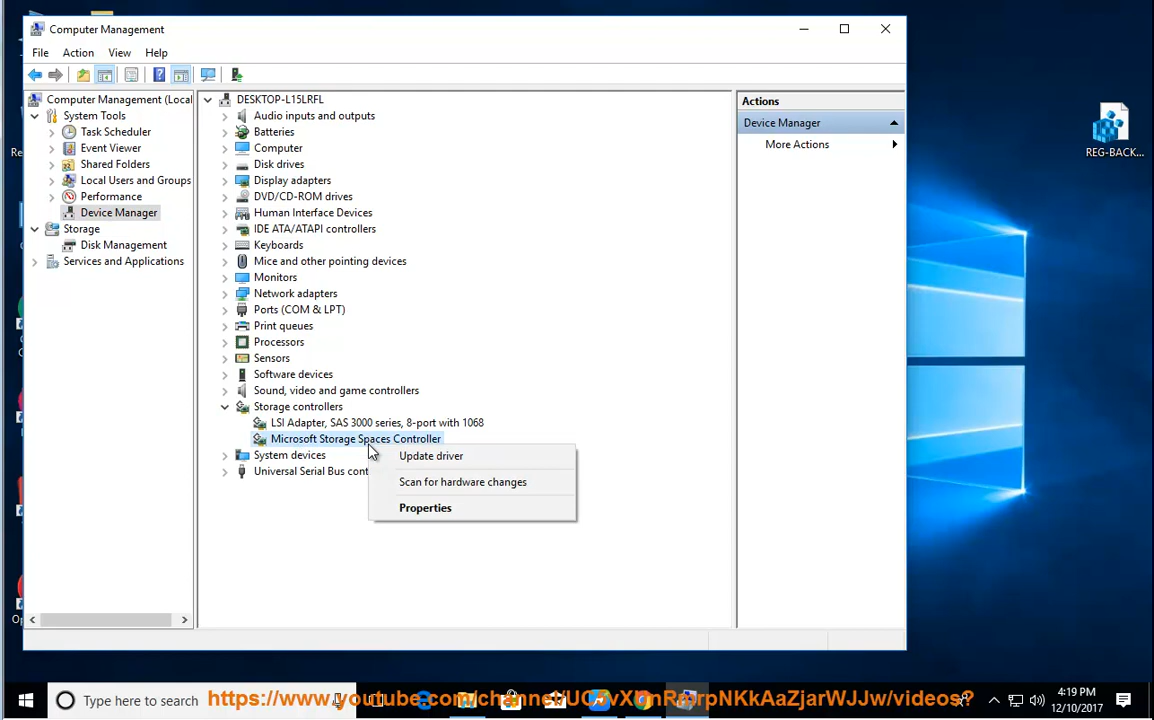 Computer Management
File Action View Help
Computer Management (Local
System Tools
Task Scheduler
Event Viewer
Shared Folders
Local Users and Groups
Performance
Device Manager
Storage
Disk Management
Services and Applications
DESKTOP-L15LRFL
Audio inputs and outputs
Batteries
Computer
Disk drives
Display adapters
DVD/CD-ROM drives
Human Interface Devices
IDE ATA/ATAPI controllers
Keyboards
Mice and other pointing devices
Monitors
Network adapters
Ports (COM & LPT)
Print queues
Processors
Sensors
Software devices
Sound, video and game controllers
Storage controllers
LSI Adapter, SAS 3000 series, 8-port with 1068
Microsoft Storage Spaces Controller
System devices
Universal Serial Bus cont
Update driver
Scan for hardware changes
Properties
Actions
Device Manager
More Actions
REG-BACK...
Type here to search
4:19 PM
12/10/2017